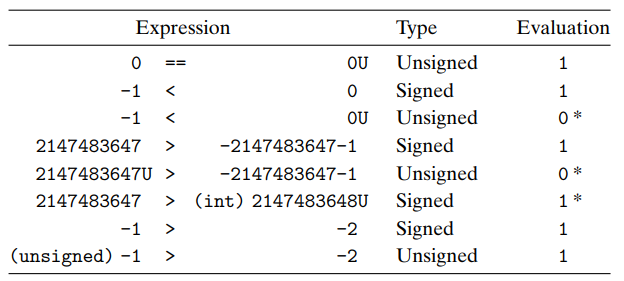 Expression Type Evaluation
0 == 0U Unsigned 1
-1 < 0 Signed 1
-1 < 0U Unsigned 0 *
2147483647 > -2147483647-1 Signed 1
2147483647U > -2147483647-1 Unsigned 0 *
2147483647 > (int) 2147483648U Signed 1 *
-1 > -2 Signed 1
(unsigned) -1 > -2 Unsigned 1